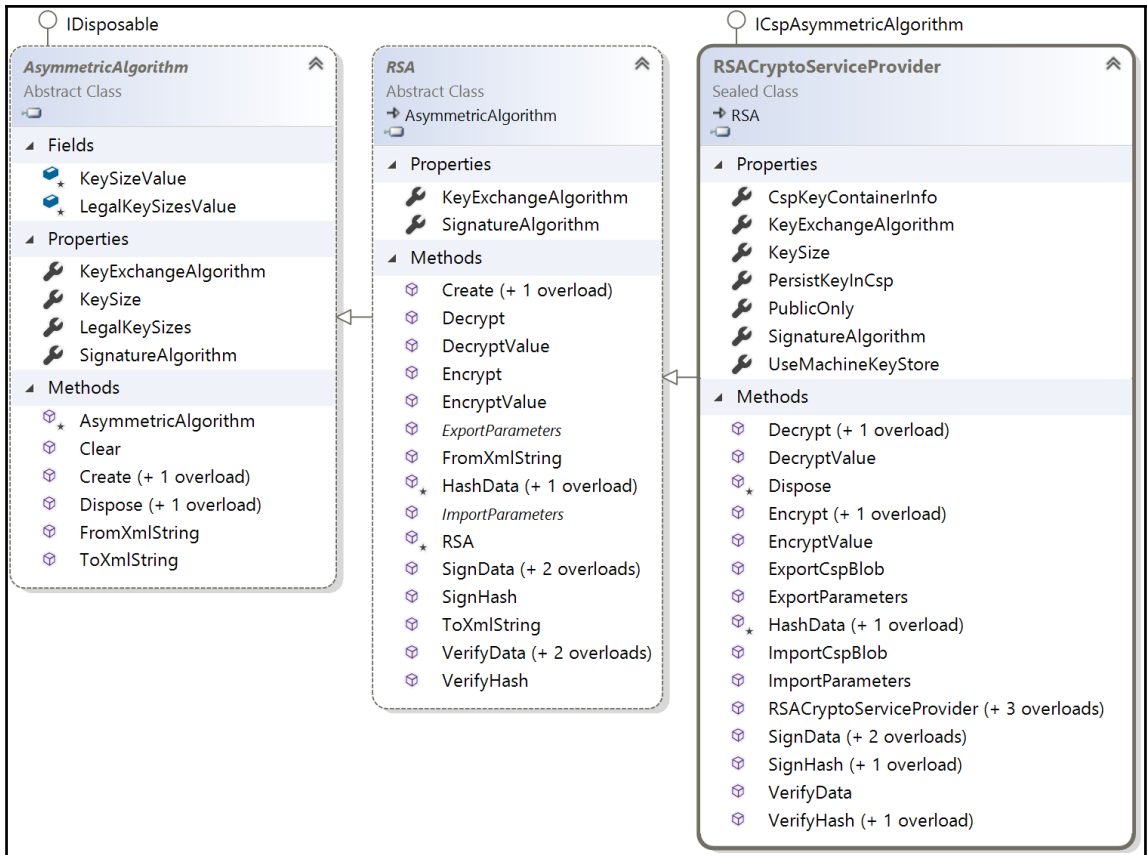 IDisposable
AsymmetricAlgorithm
Abstract Class
Fields
KeySizeValue
LegalKeySizesValue
Properties
KeyExchangeAlgorithm
KeySize
LegalKeySizes
SignatureAlgorithm
Methods
AsymmetricAlgorithm
Clear
Create (+ 1 overload)
Dispose (+ 1 overload)
FromXmlString
ToXmlString
RSA
Abstract Class
AsymmetricAlgorithm
Properties
KeyExchangeAlgorithm
SignatureAlgorithm
Methods
Create (+ 1 overload)
Decrypt
DecryptValue
Encrypt
EncryptValue
ExportParameters
FromXmlString
HashData (+ 1 overload)
ImportParameters
RSA
SignData (+ 2 overloads)
SignHash
ToXmlString
VerifyData (+ 2 overloads)
VerifyHash
ICspAsymmetricAlgorithm
RSACryptoServiceProvider
Sealed Class
RSA
Properties
CspKeyContainerInfo
KeyExchangeAlgorithm
KeySize
PersistKeyInCsp
PublicOnly
SignatureAlgorithm
UseMachineKeyStore
Methods
Decrypt (+ 1 overload)
DecryptValue
Dispose
Encrypt (+ 1 overload)
EncryptValue
ExportCspBlob
ExportParameters
HashData (+ 1 overload)
ImportCspBlob
ImportParameters
RSACryptoServiceProvider (+ 3 overloads)
SignData (+ 2 overloads)
SignHash (+ 1 overload)
VerifyData
VerifyHash (+ 1 overload)